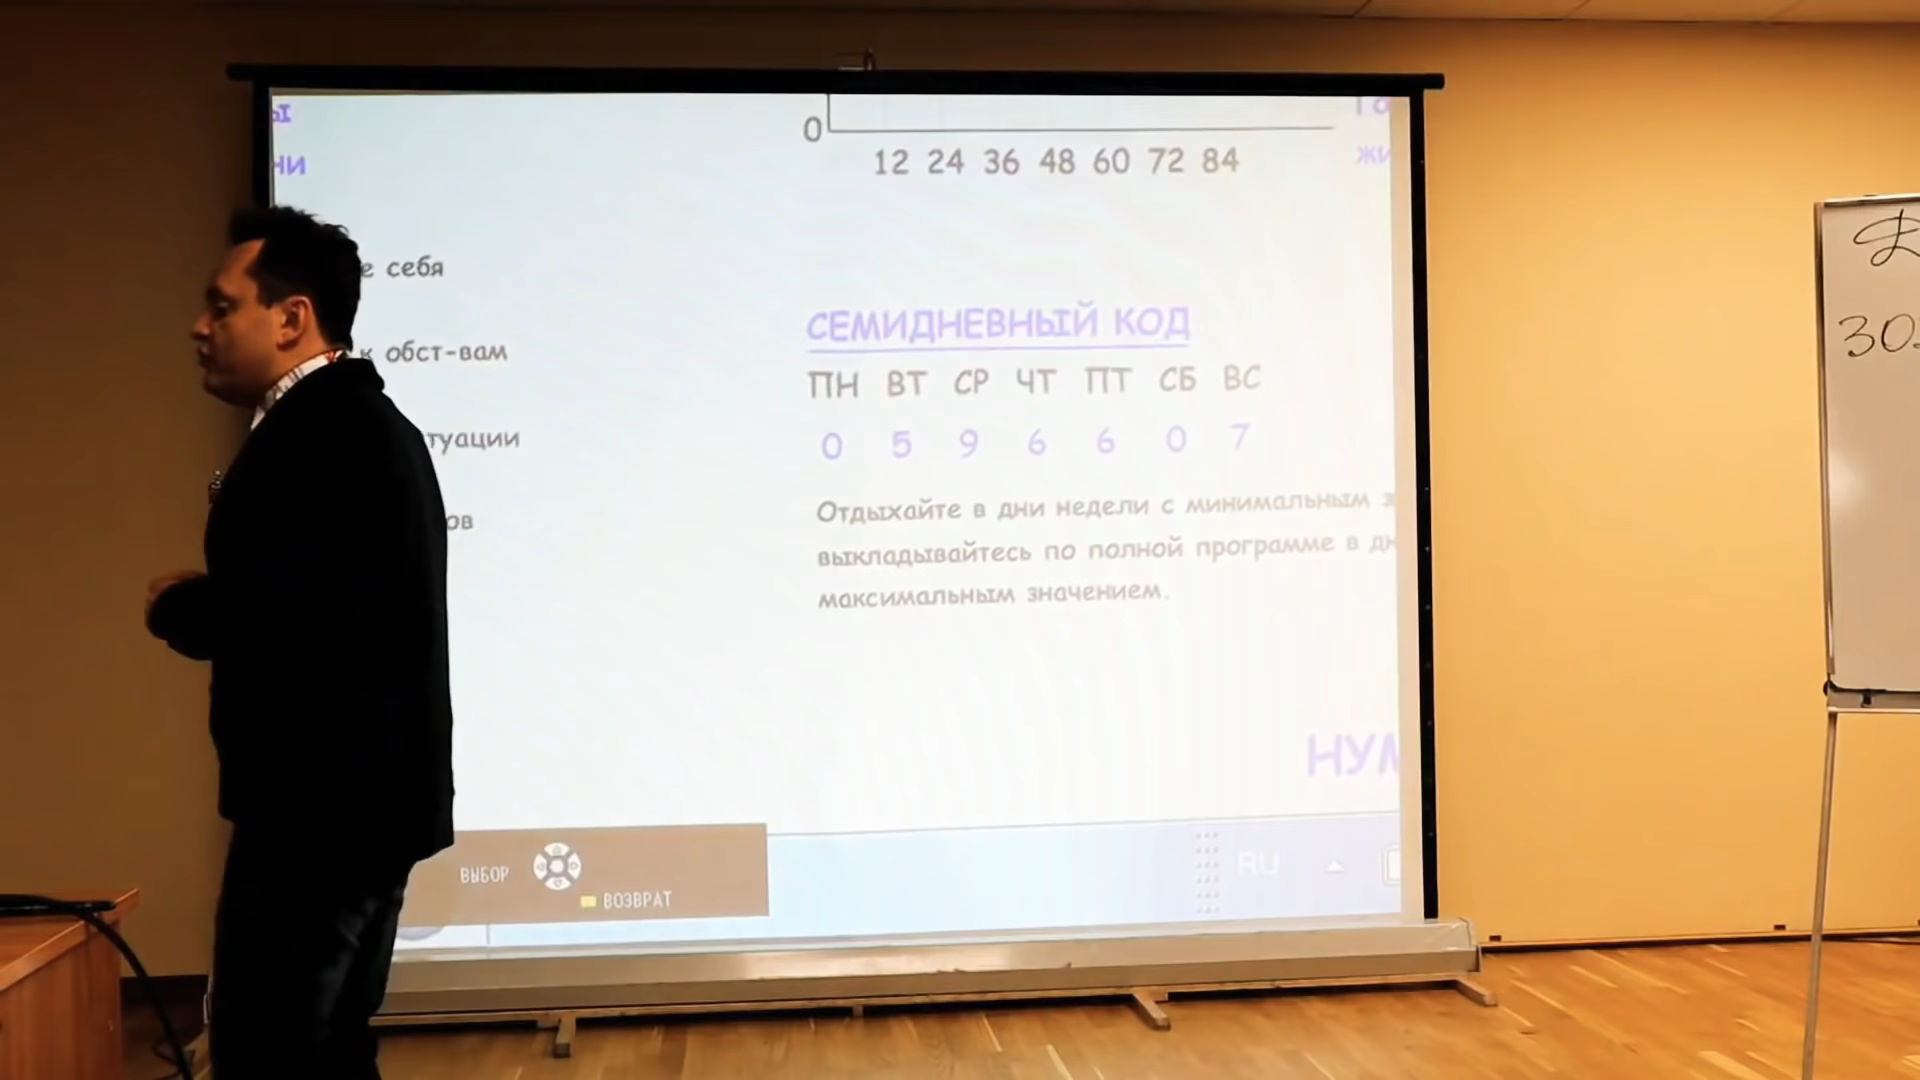 0
12 24 36 48 60 72 84
е себя
к обст-вам
СЕМИДНЕВНЫЙ КОД
ПН ВТ СР ЧТ ПТ СБ ВС
0 5 9 6 6 0 7
Отдыхайте в дни недели с минимальным
выкладывайтесь по полной программе в дн
максимальным значением.
НУМ
ВЫБОР
ВОЗВРАТ
RU
30